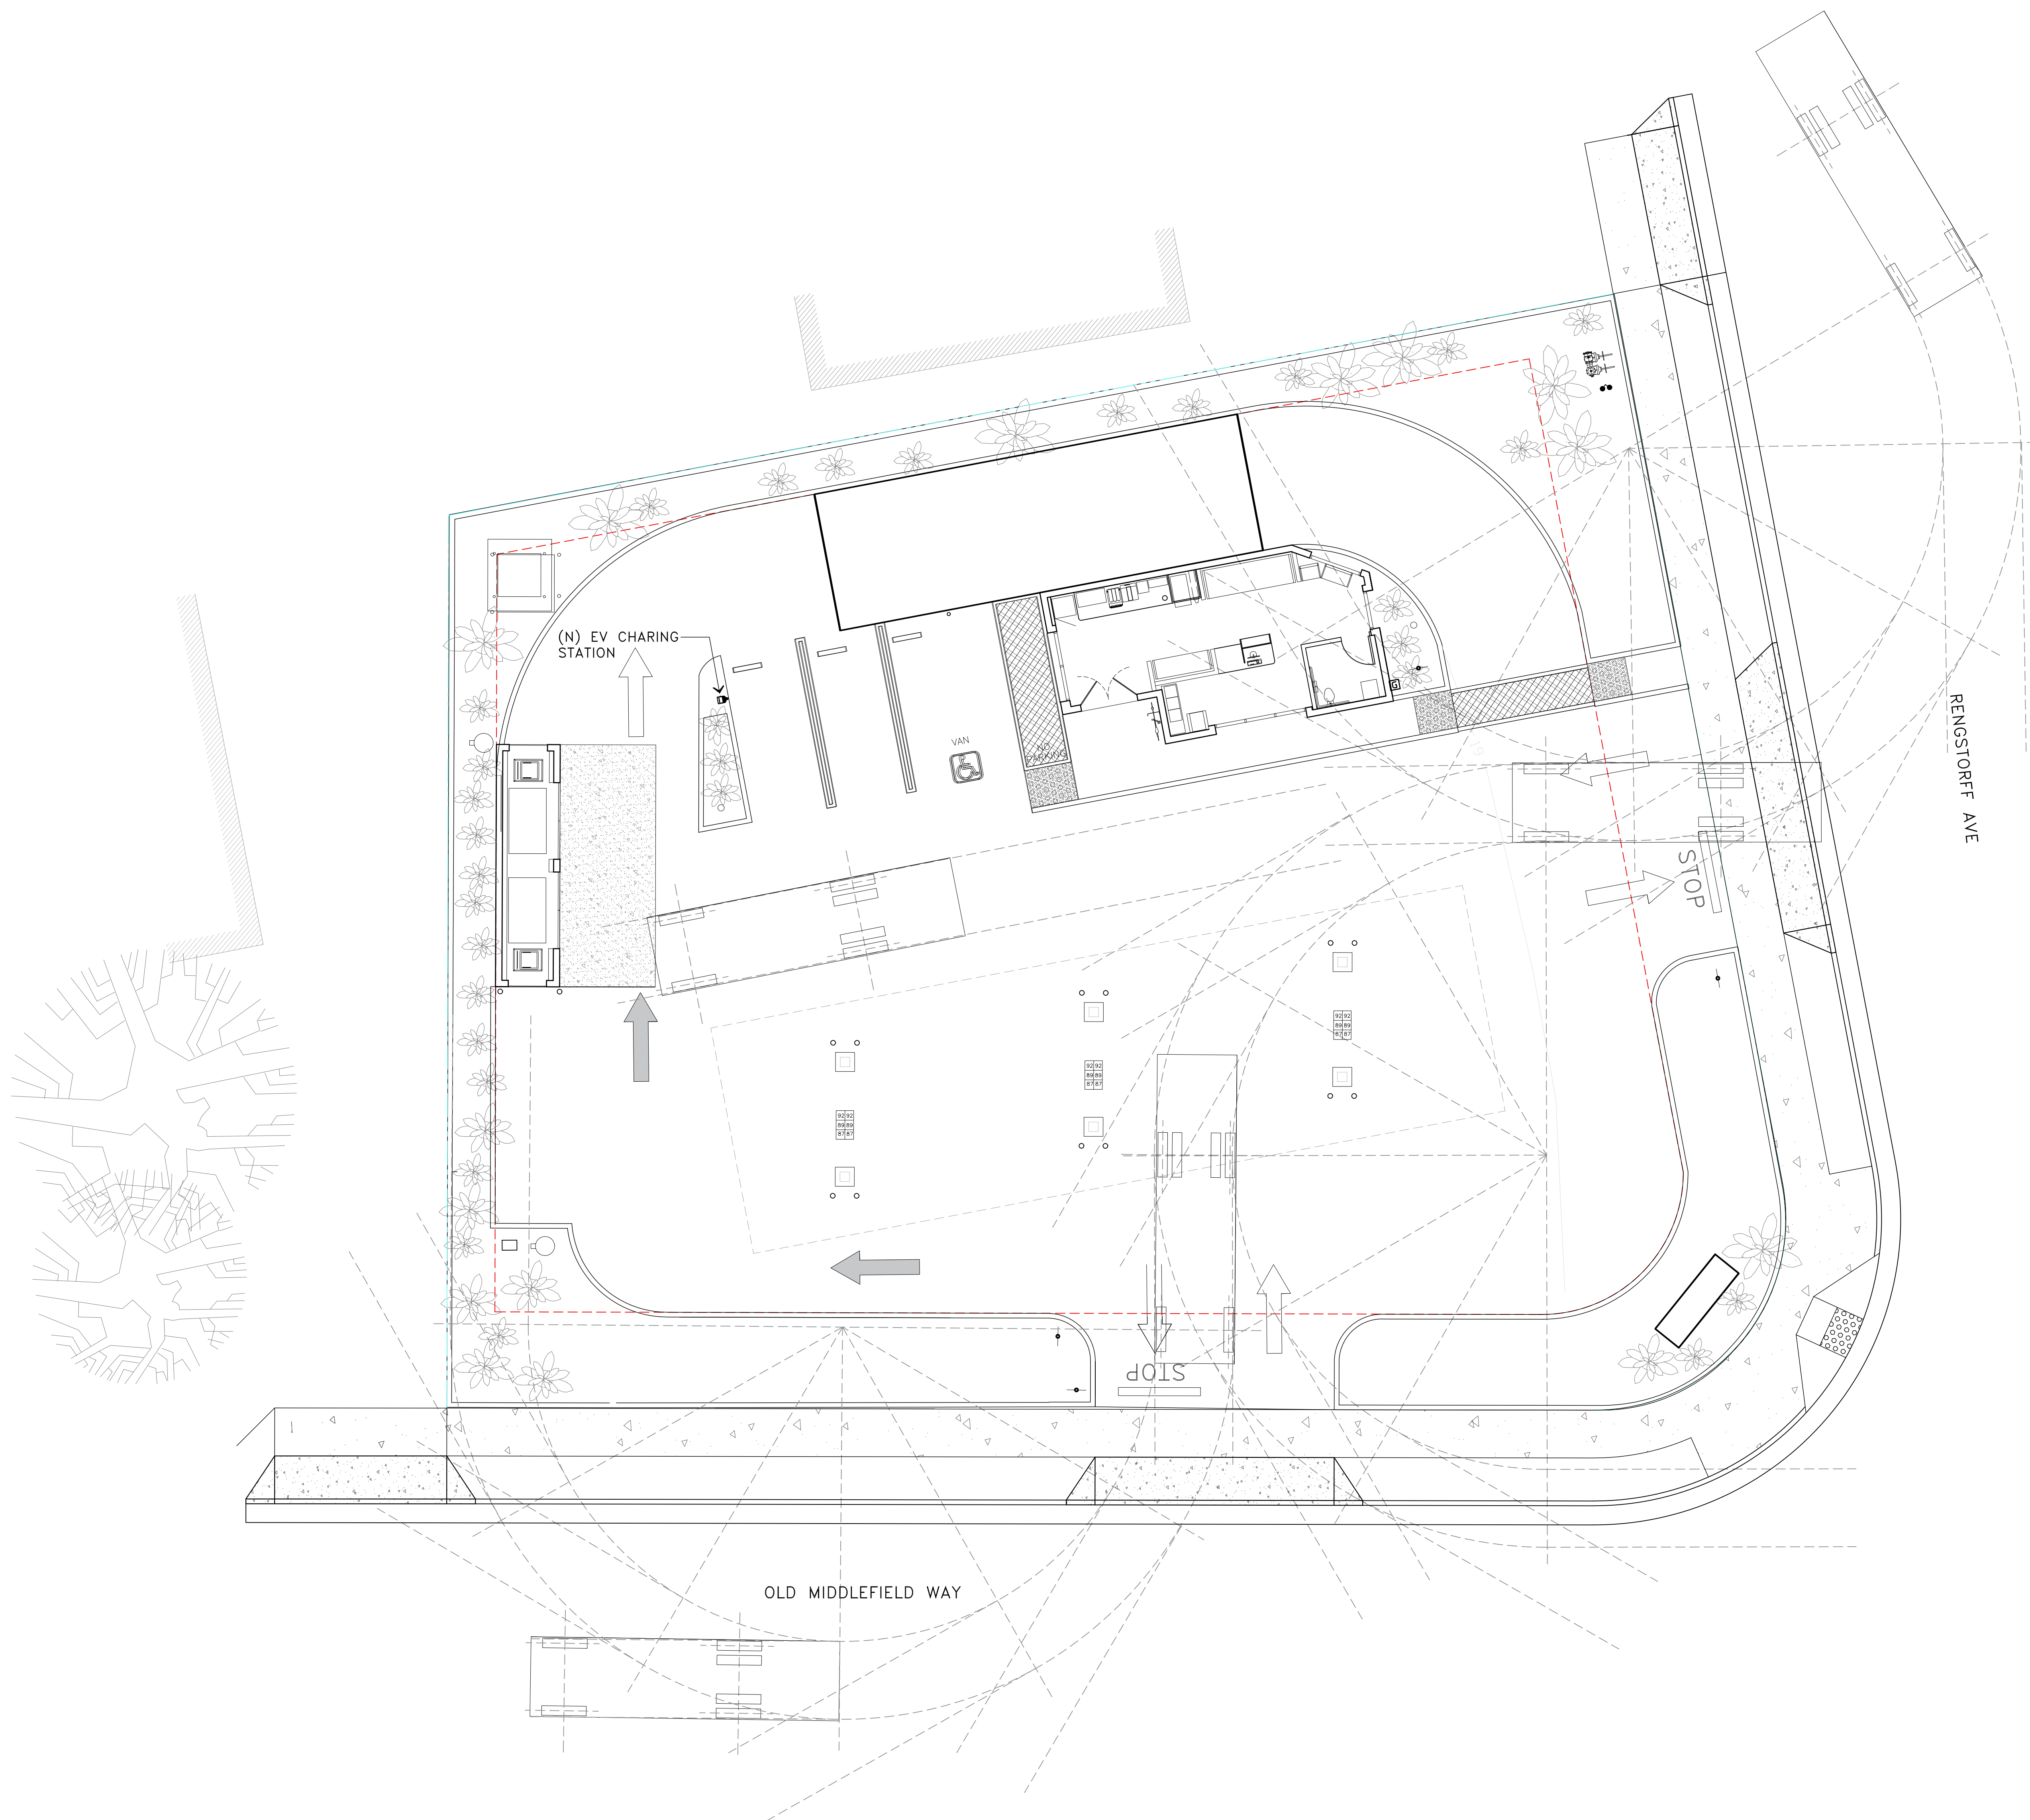 RENGSTORFF AVE
(N) EV CHARING
STATION
VAN
NO
PARKING
G
STOP
92 92
89 89
87 87
92 92
89 89
87 87
92 92
89 89
87 87
STOP
OLD MIDDLEFIELD WAY